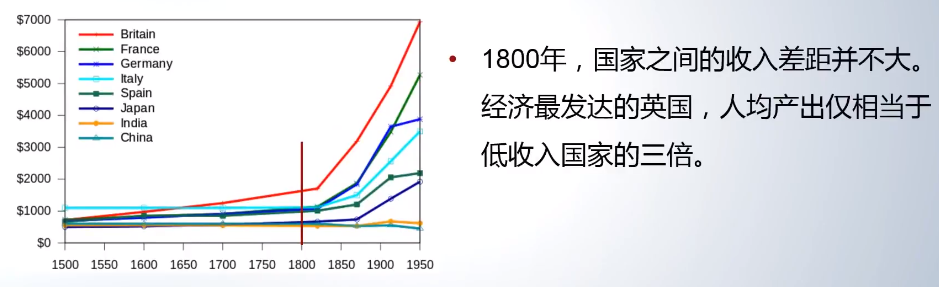 $7000
$6000
$5000
$4000
$3000
$2000
$1000
$0
Britain
France
Germany
Italy
Spain
Japan
India
China
1500 1550 1600 1650 1700 1750 1800 1850 1900 1950
• 1800年，国家之间的收入差距并不大。
经济最发达的英国，人均产出仅相当于
低收入国家的三倍。